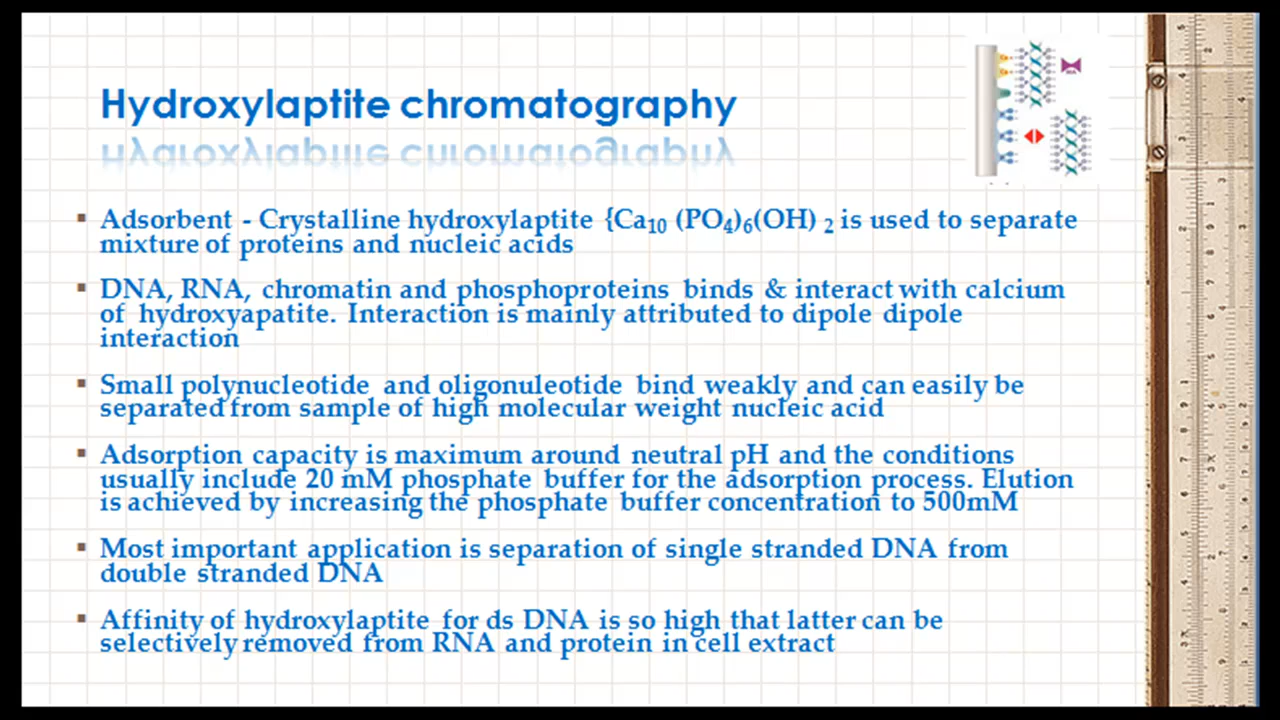 Hydroxylaptite chromatography
▪ Adsorbent - Crystalline hydroxylaptite {Ca10 (PO4)6(OH) 2 is used to separate
mixture of proteins and nucleic acids
▪ DNA, RNA, chromatin and phosphoproteins binds & interact with calcium
of hydroxyapatite. Interaction is mainly attributed to dipole dipole
interaction
▪ Small polynucleotide and oligonuleotide bind weakly and can easily be
separated from sample of high molecular weight nucleic acid
▪ Adsorption capacity is maximum around neutral pH and the conditions
usually include 20 mM phosphate buffer for the adsorption process. Elution
is achieved by increasing the phosphate buffer concentration to 500mM
▪ Most important application is separation of single stranded DNA from
double stranded DNA
▪ Affinity of hydroxylaptite for ds DNA is so high that latter can be
selectively removed from RNA and protein in cell extract